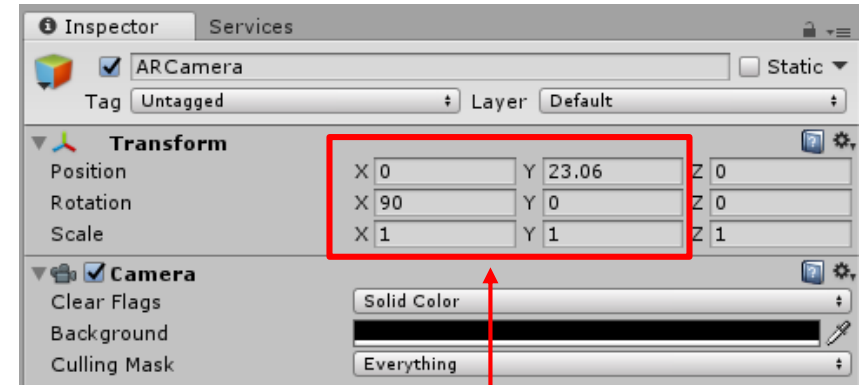 Inspector Services
ARCamera Static
Tag Untagged Layer Default
Transform
Position X 0 Y 23.06 Z 0
Rotation X 90 Y 0 Z 0
Scale X 1 Y 1 Z 1
Camera
Clear Flags Solid Color
Background
Culling Mask Everything